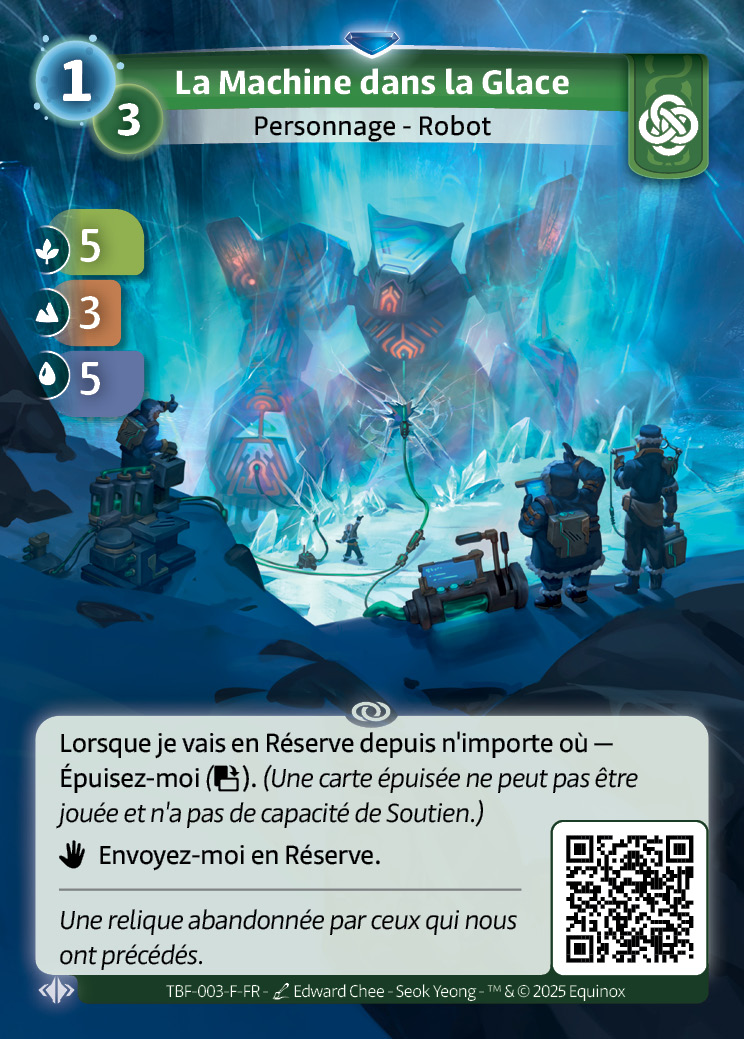 1
La Machine dans la Glace
3
Personnage - Robot
5
3
5
Lorsque je vais en Réserve depuis n'importe où —
Épuisez-moi (). (Une carte épuisée ne peut pas être
jouée et n'a pas de capacité de Soutien.)
Envoyez-moi en Réserve.
Une relique abandonnée par ceux qui nous
ont précédés.
TBF-003-F-FR - Edward Chee - Seok Yeong - ™ & © 2025 Equinox